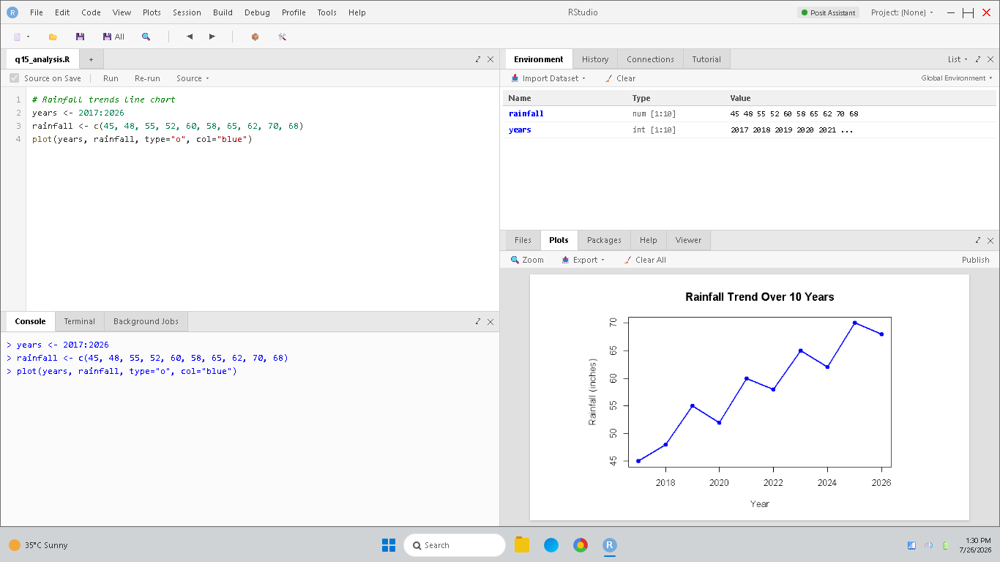 R File Edit Code View Plots Session Build Debug Profile Tools Help RStudio Posit Assistant Project: (None)
All
q15_analysis.R +
Source on Save Run Re-run Source
1 # Rainfall trends line chart
2 years <- 2017:2026
3 rainfall <- c(45, 48, 55, 52, 60, 58, 65, 62, 70, 68)
4 plot(years, rainfall, type="o", col="blue")
Console Terminal Background Jobs
> years <- 2017:2026
> rainfall <- c(45, 48, 55, 52, 60, 58, 65, 62, 70, 68)
> plot(years, rainfall, type="o", col="blue")
Environment History Connections Tutorial List
Import Dataset Clear Global Environment
Name Type Value
rainfall num [1:10] 45 48 55 52 60 58 65 62 70 68
years int [1:10] 2017 2018 2019 2020 2021 ...
Files Plots Packages Help Viewer
Zoom Export Clear All Publish
Rainfall Trend Over 10 Years
Rainfall (inches)
70
65
60
55
50
45
2018 2020 2022 2024 2026
Year
35°C Sunny Search R 1:30 PM
7/26/2026